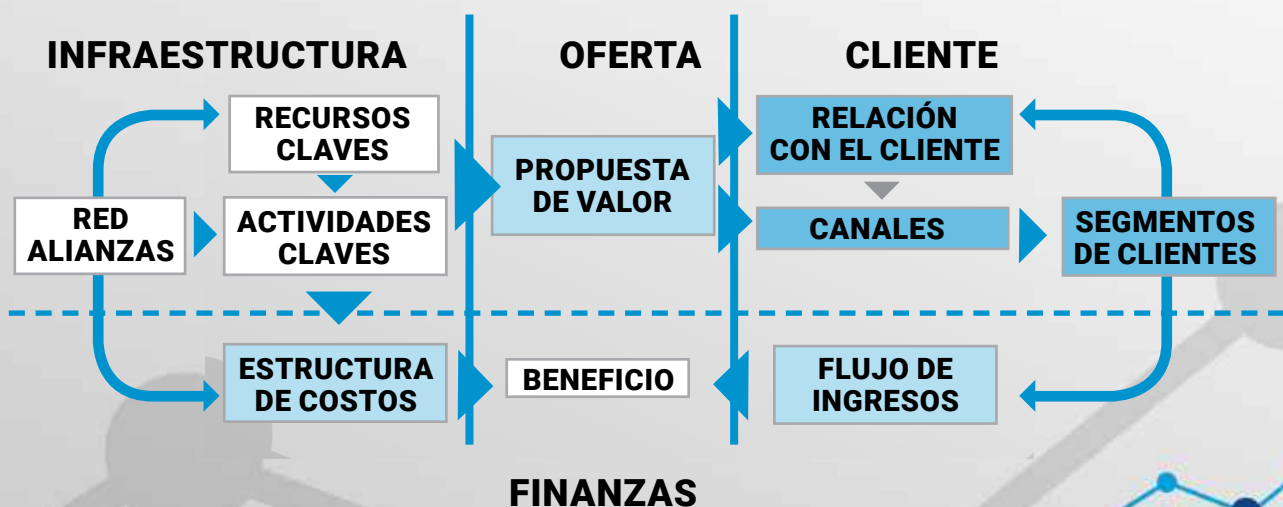 INFRAESTRUCTURA
OFERTA
CLIENTE
RECURSOS
CLAVES
RELACIÓN
CON EL CLIENTE
PROPUESTA
DE VALOR
RED
ALIANZAS
ACTIVIDADES
CLAVES
CANALES
SEGMENTOS
DE CLIENTES
ESTRUCTURA
DE COSTOS
BENEFICIO
FLUJO DE
INGRESOS
FINANZAS